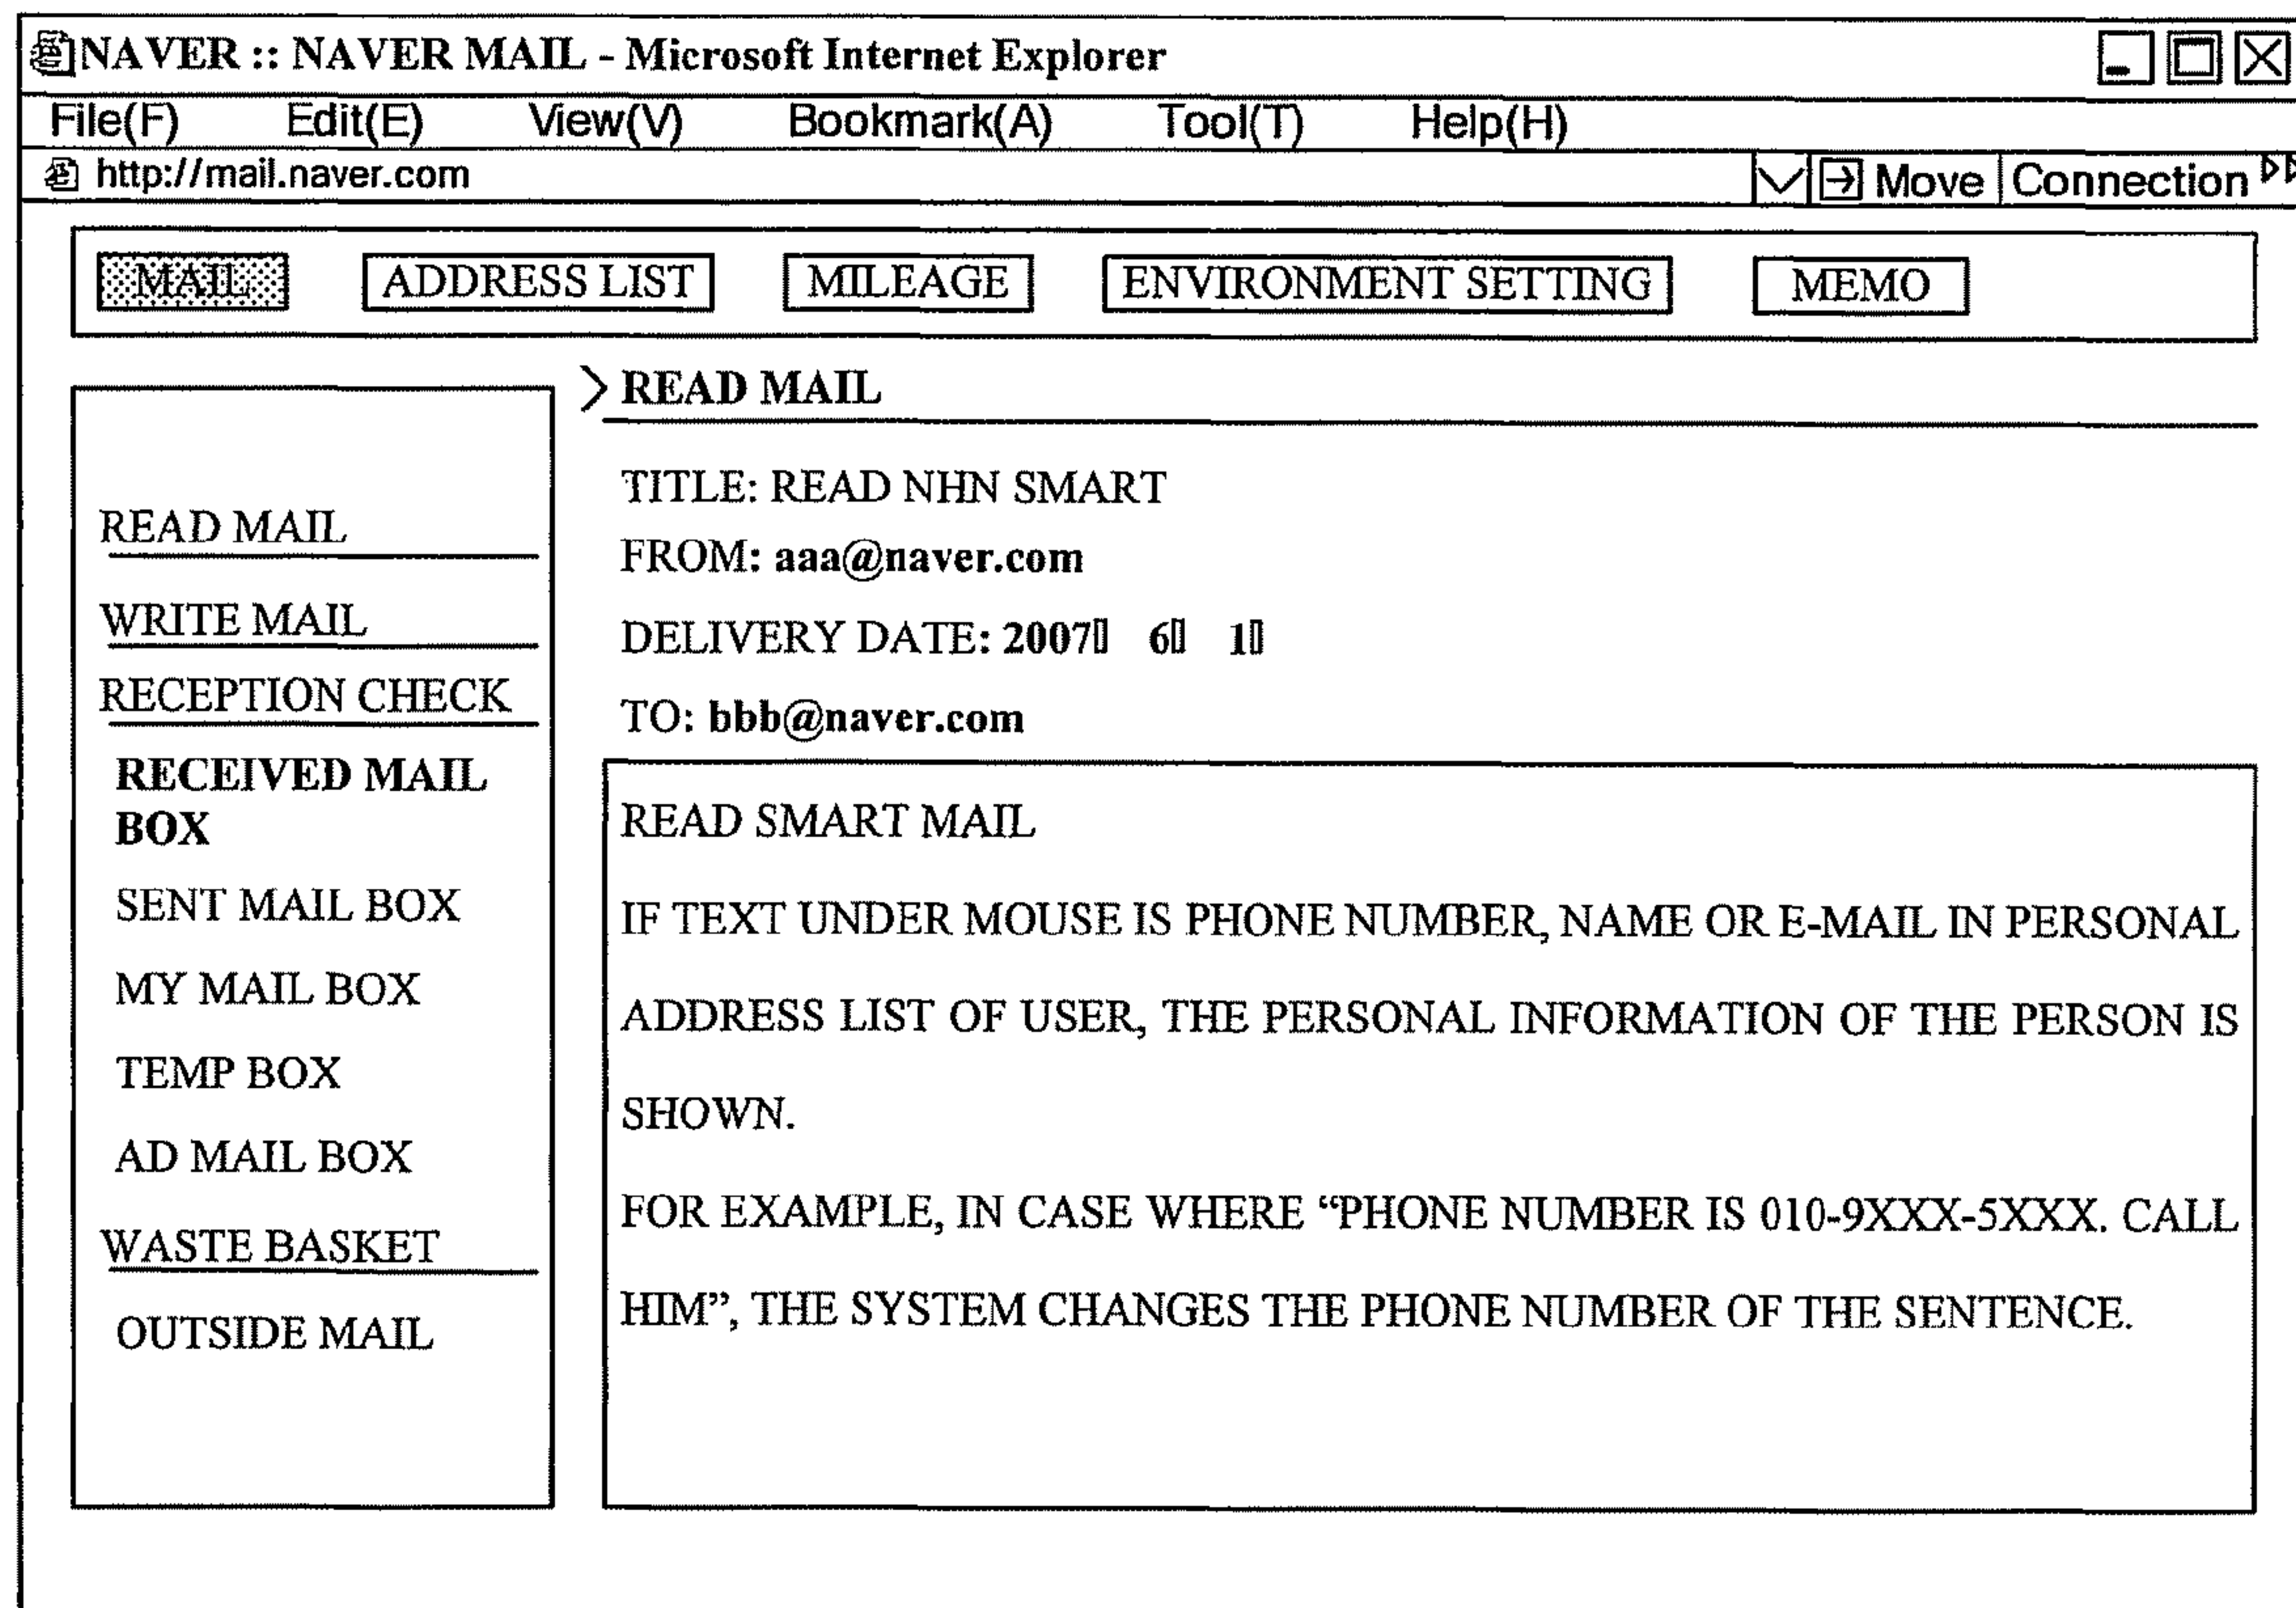 NAVER :: NAVER MAIL - Microsoft Internet Explorer
File(F) Edit(E) View(V) Bookmark(A) Tool(T) Help(H)
http://mail.naver.com Move Connection
MAIL ADDRESS LIST MILEAGE ENVIRONMENT SETTING MEMO
READ MAIL
WRITE MAIL
RECEPTION CHECK
RECEIVED MAIL
BOX
SENT MAIL BOX
MY MAIL BOX
TEMP BOX
AD MAIL BOX
WASTE BASKET
OUTSIDE MAIL
> READ MAIL
TITLE: READ NHN SMART
FROM: aaa@naver.com
DELIVERY DATE: 2007▯ 6▯ 1▯
TO: bbb@naver.com
READ SMART MAIL
IF TEXT UNDER MOUSE IS PHONE NUMBER, NAME OR E-MAIL IN PERSONAL
ADDRESS LIST OF USER, THE PERSONAL INFORMATION OF THE PERSON IS
SHOWN.
FOR EXAMPLE, IN CASE WHERE “PHONE NUMBER IS 010-9XXX-5XXX. CALL
HIM”, THE SYSTEM CHANGES THE PHONE NUMBER OF THE SENTENCE.